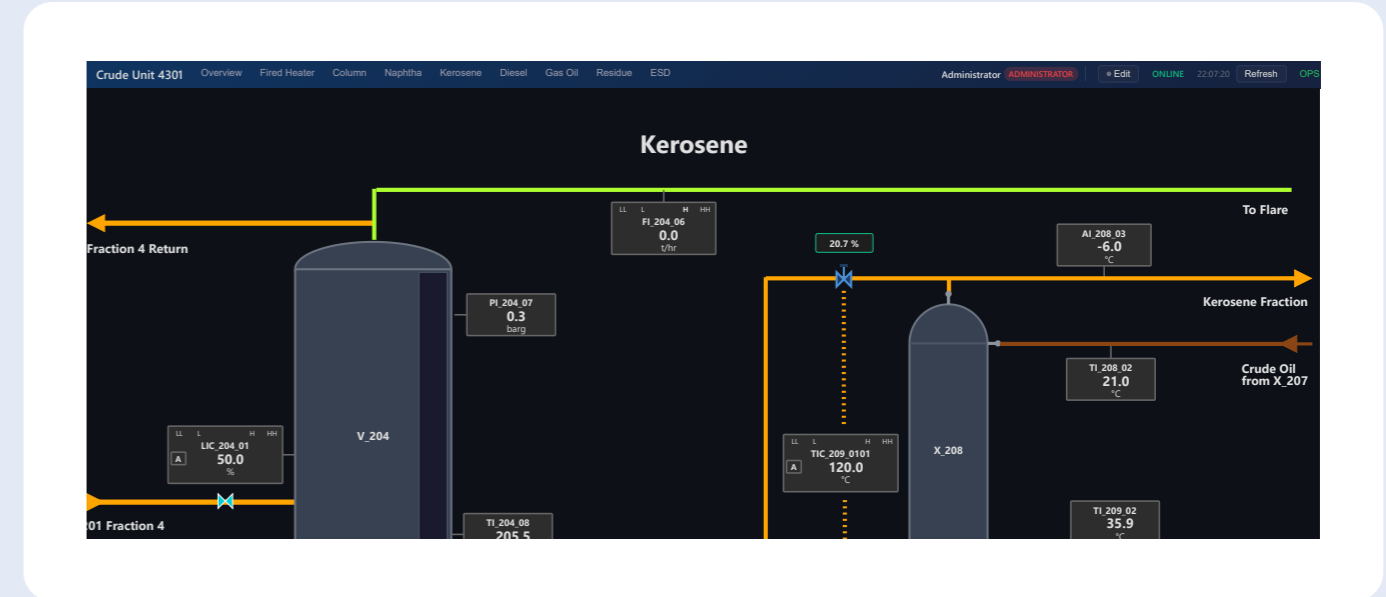 Crude Unit 4301 Overview Fired Heater Column Naphtha Kerosene Diesel Gas Oil Residue ESD Administrator ADMINISTRATOR Edit ONLINE 22:07:20 Refresh OPS
Kerosene
To Flare
LL L H HH
FI_204_06
0.0
t/hr
Fraction 4 Return
20.7 %
AI_208_03
-6.0
°C
Kerosene Fraction
PI_204_07
0.3
barg
TI_208_02
21.0
°C
Crude Oil
from X_207
LL L H HH
LIC_204_01
A 50.0
%
V_204
LL L H HH
TIC_209_0101
A 120.0
°C
X_208
201 Fraction 4
TI_204_08
205.5
TI_209_02
35.9
°C